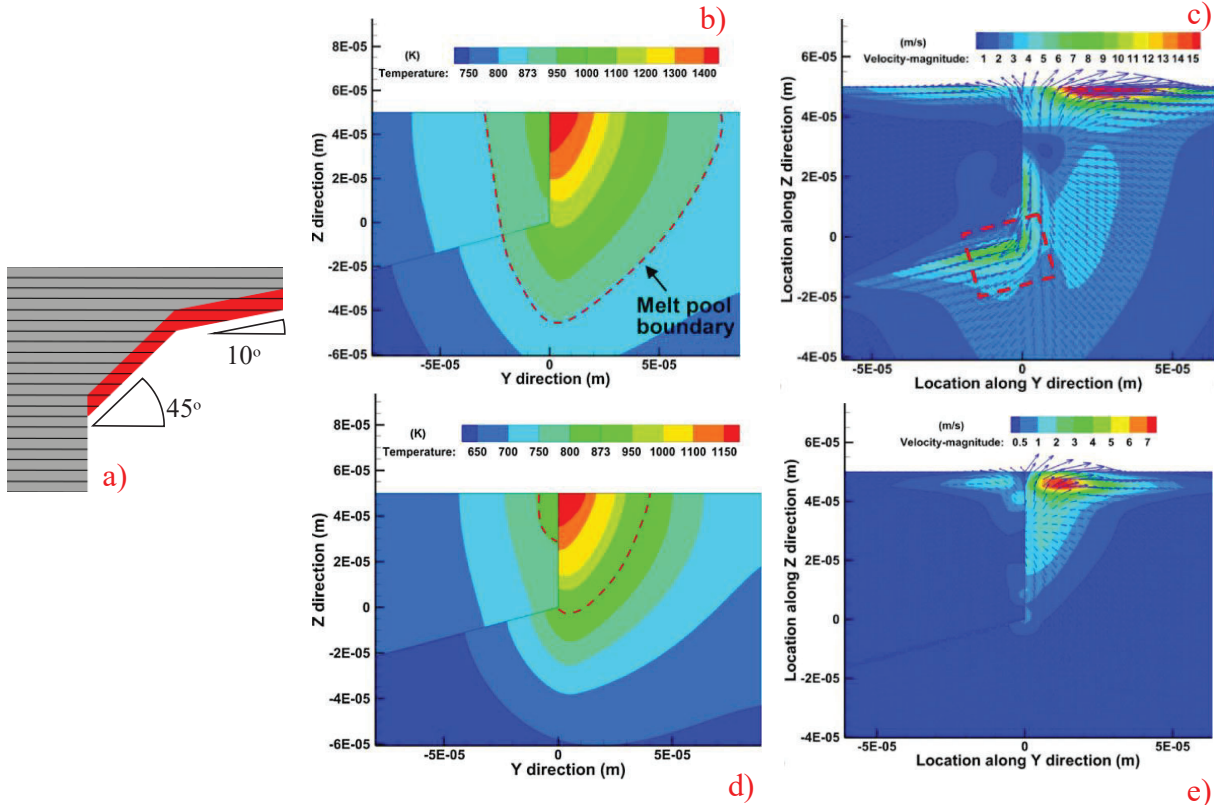 a)
10o
45o
b)
(K)
Temperature: 750 800 873 950 1000 1100 1200 1300 1400
8E-05
6E-05
4E-05
2E-05
0
-2E-05
-4E-05
-6E-05
Z direction (m)
Melt pool
boundary
-5E-05 0 5E-05
Y direction (m)
c)
(m/s)
Velocity-magnitude: 1 2 3 4 5 6 7 8 9 10 11 12 13 14 15
6E-05
4E-05
2E-05
0
-2E-05
-4E-05
Location along Z direction (m)
-5E-05 0 5E-05
Location along Y direction (m)
d)
(K)
Temperature: 650 700 750 800 873 950 1000 1100 1150
8E-05
6E-05
4E-05
2E-05
0
-2E-05
-4E-05
-6E-05
Z direction (m)
-5E-05 0 5E-05
Y direction (m)
e)
(m/s)
Velocity-magnitude: 0.5 1 2 3 4 5 6 7
6E-05
4E-05
2E-05
0
-2E-05
-4E-05
Location along Z direction (m)
-5E-05 0 5E-05
Location along Y direction (m)